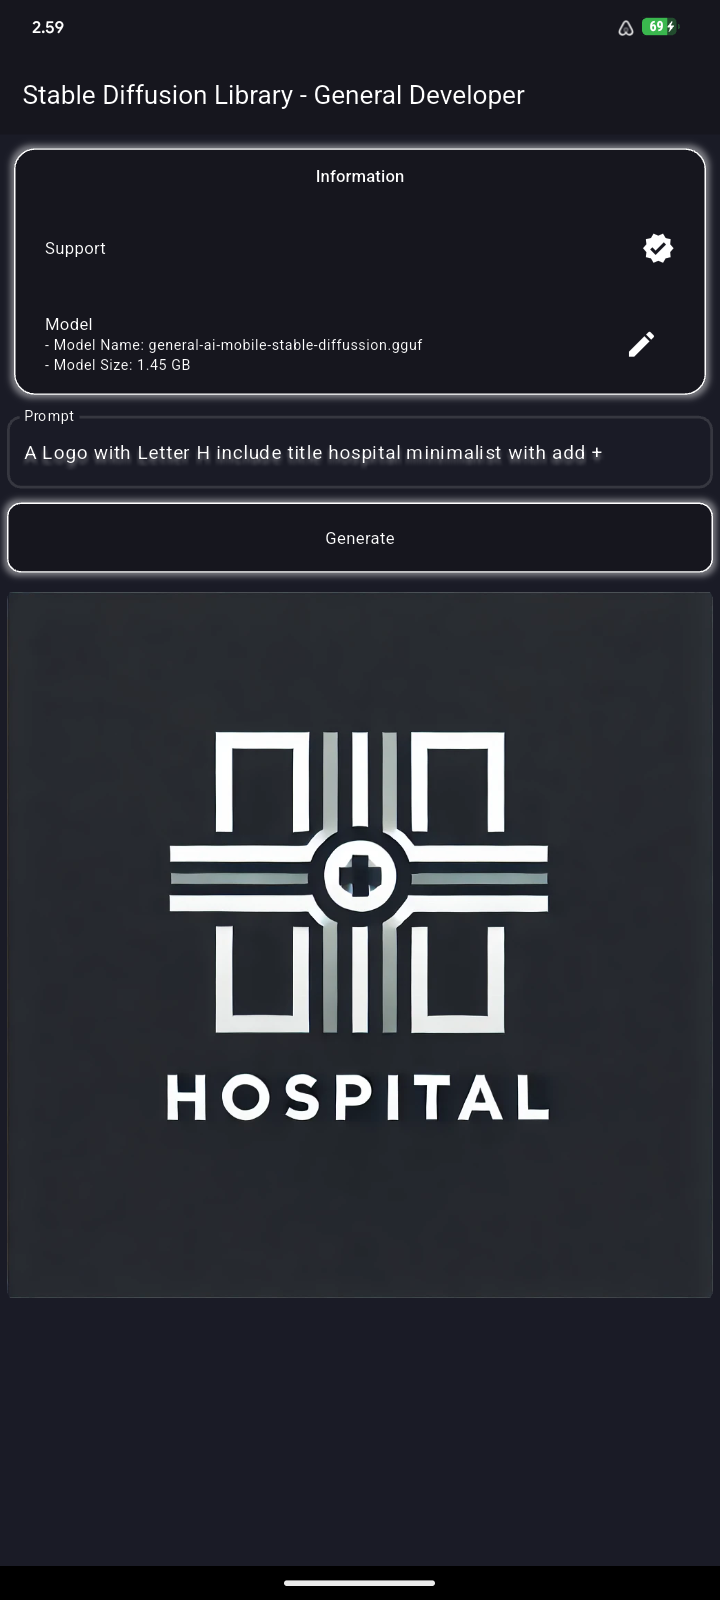 2.59
69
Stable Diffusion Library - General Developer
Information
Support
Model
- Model Name: general-ai-mobile-stable-diffussion.gguf
- Model Size: 1.45 GB
Prompt
A Logo with Letter H include title hospital minimalist with add +
Generate
HOSPITAL